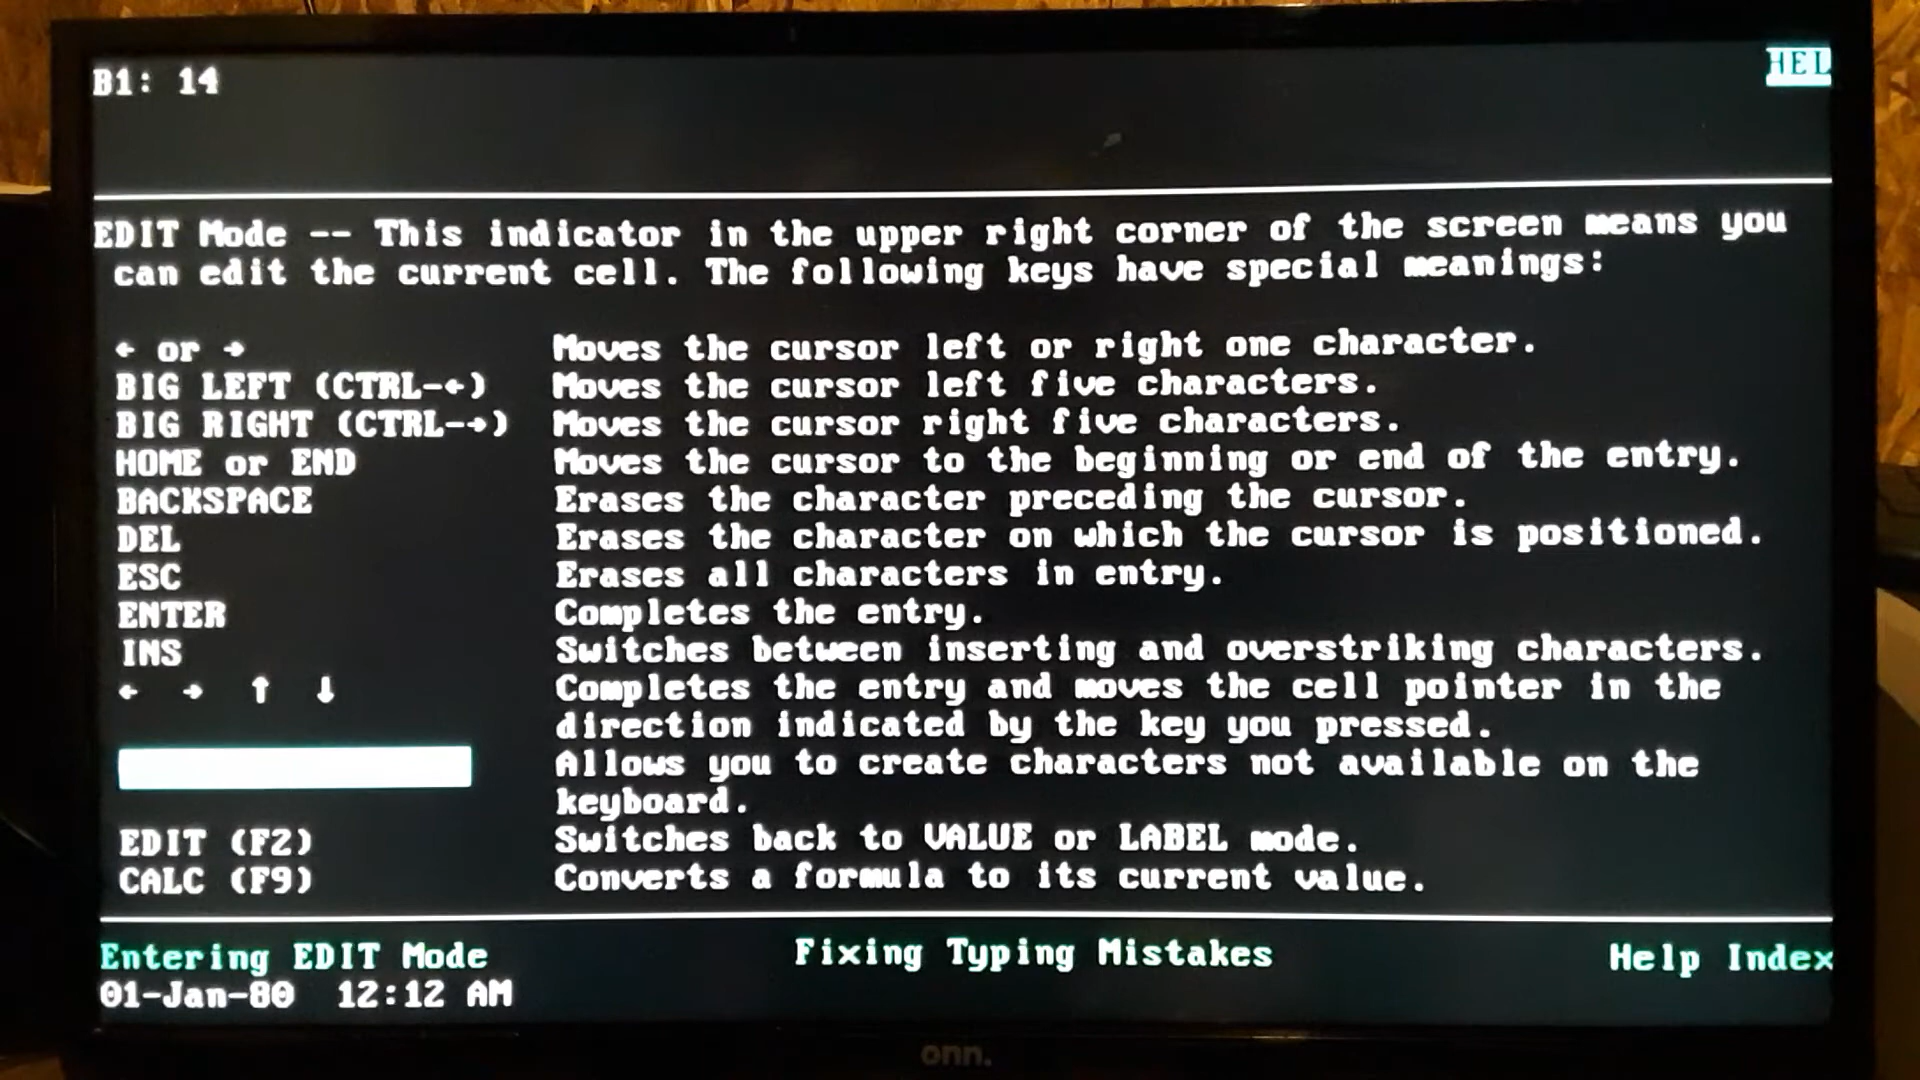 B1: 14
HEL
EDIT Mode -- This indicator in the upper right corner of the screen means you
can edit the current cell. The following keys have special meanings:
← or → Moves the cursor left or right one character.
BIG LEFT (CTRL-←) Moves the cursor left five characters.
BIG RIGHT (CTRL-→) Moves the cursor right five characters.
HOME or END Moves the cursor to the beginning or end of the entry.
BACKSPACE Erases the character preceding the cursor.
DEL Erases the character on which the cursor is positioned.
ESC Erases all characters in entry.
ENTER Completes the entry.
INS Switches between inserting and overstriking characters.
← → ↑ ↓ Completes the entry and moves the cell pointer in the
direction indicated by the key you pressed.
Allows you to create characters not available on the
keyboard.
EDIT (F2) Switches back to VALUE or LABEL mode.
CALC (F9) Converts a formula to its current value.
Entering EDIT Mode Fixing Typing Mistakes Help Index
01-Jan-80 12:12 AM
onn.